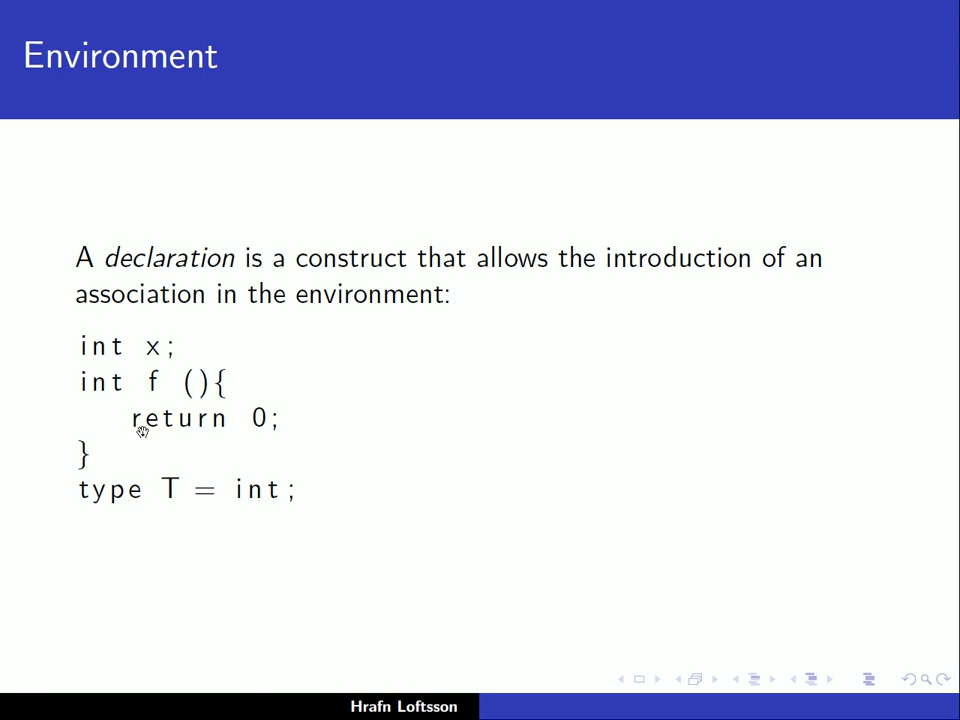 Environment
A declaration is a construct that allows the introduction of an
association in the environment:
int x;
int f (){
return 0;
}
type T = int;
Hrafn Loftsson